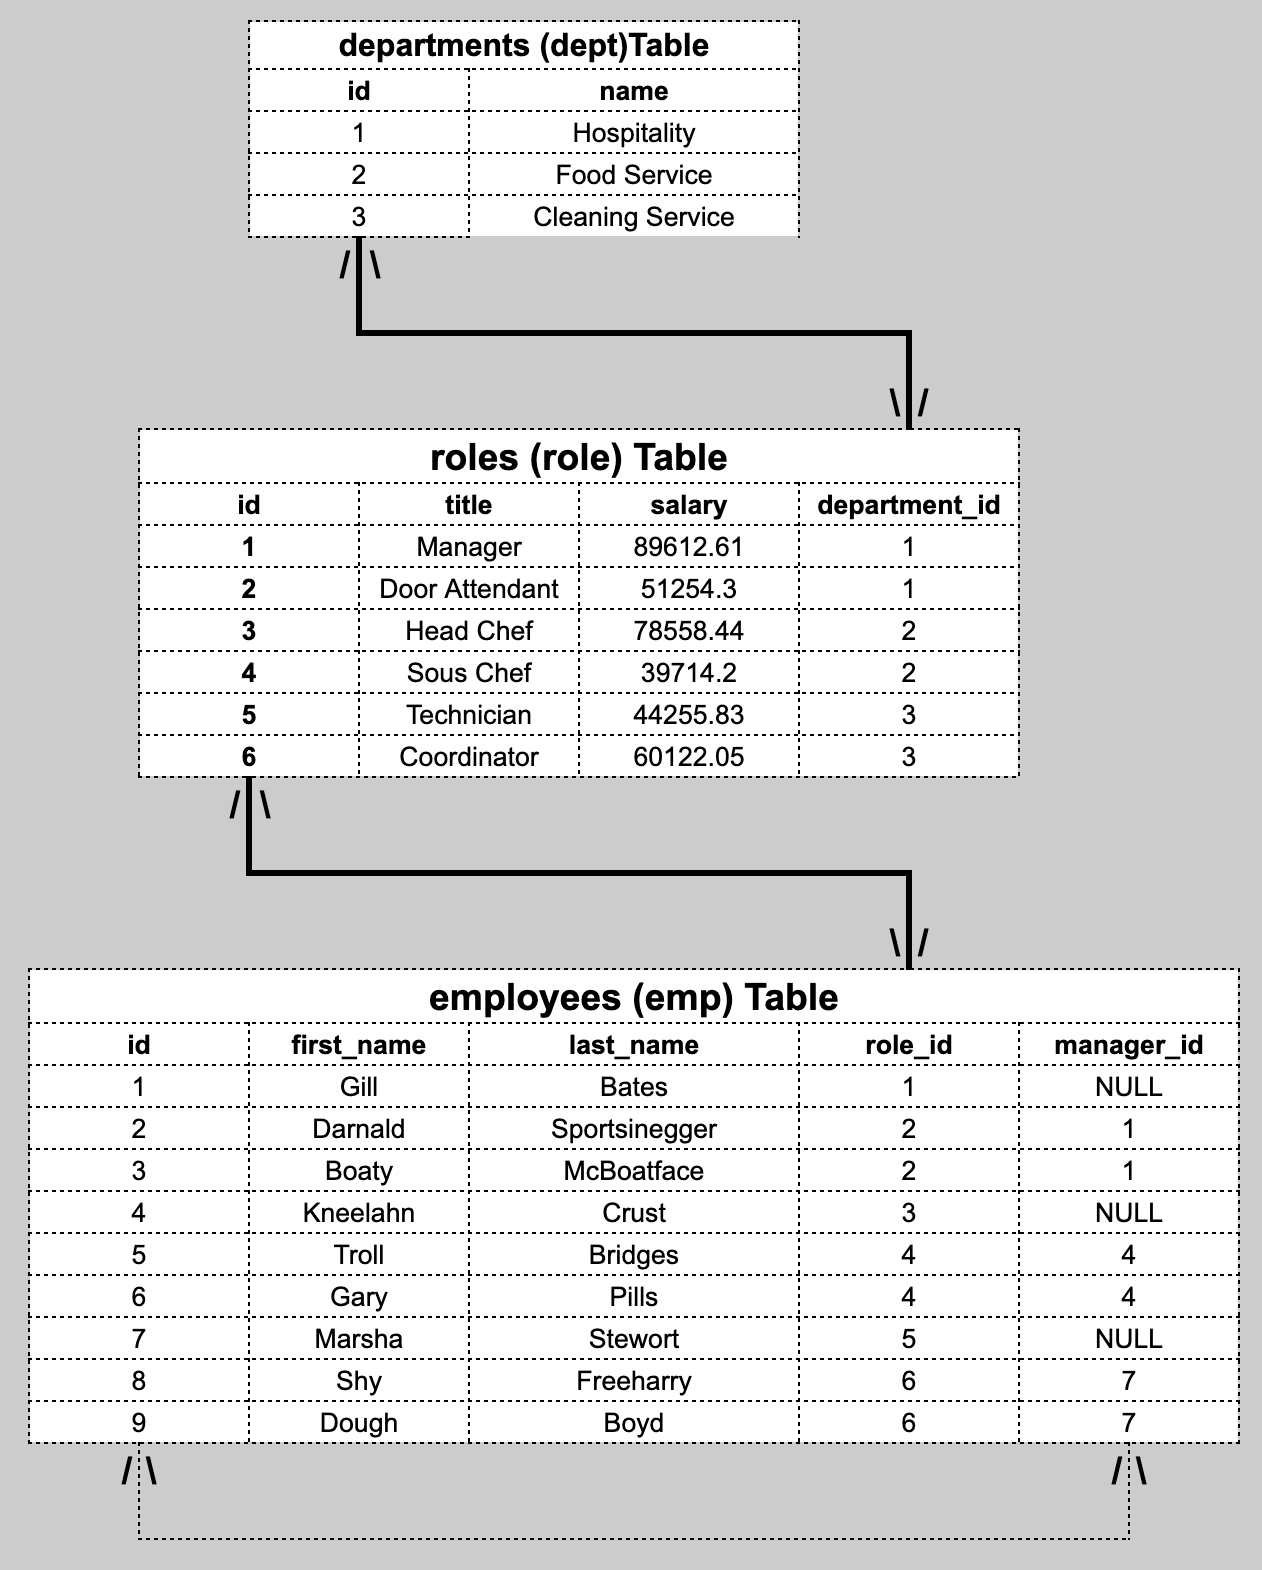 departments (dept)Table
id name
1 Hospitality
2 Food Service
3 Cleaning Service
/ \
\ /
roles (role) Table
id title salary department_id
1 Manager 89612.61 1
2 Door Attendant 51254.3 1
3 Head Chef 78558.44 2
4 Sous Chef 39714.2 2
5 Technician 44255.83 3
6 Coordinator 60122.05 3
/ \
\ /
employees (emp) Table
id first_name last_name role_id manager_id
1 Gill Bates 1 NULL
2 Darnald Sportsinegger 2 1
3 Boaty McBoatface 2 1
4 Kneelahn Crust 3 NULL
5 Troll Bridges 4 4
6 Gary Pills 4 4
7 Marsha Stewort 5 NULL
8 Shy Freeharry 6 7
9 Dough Boyd 6 7
/ \ / \